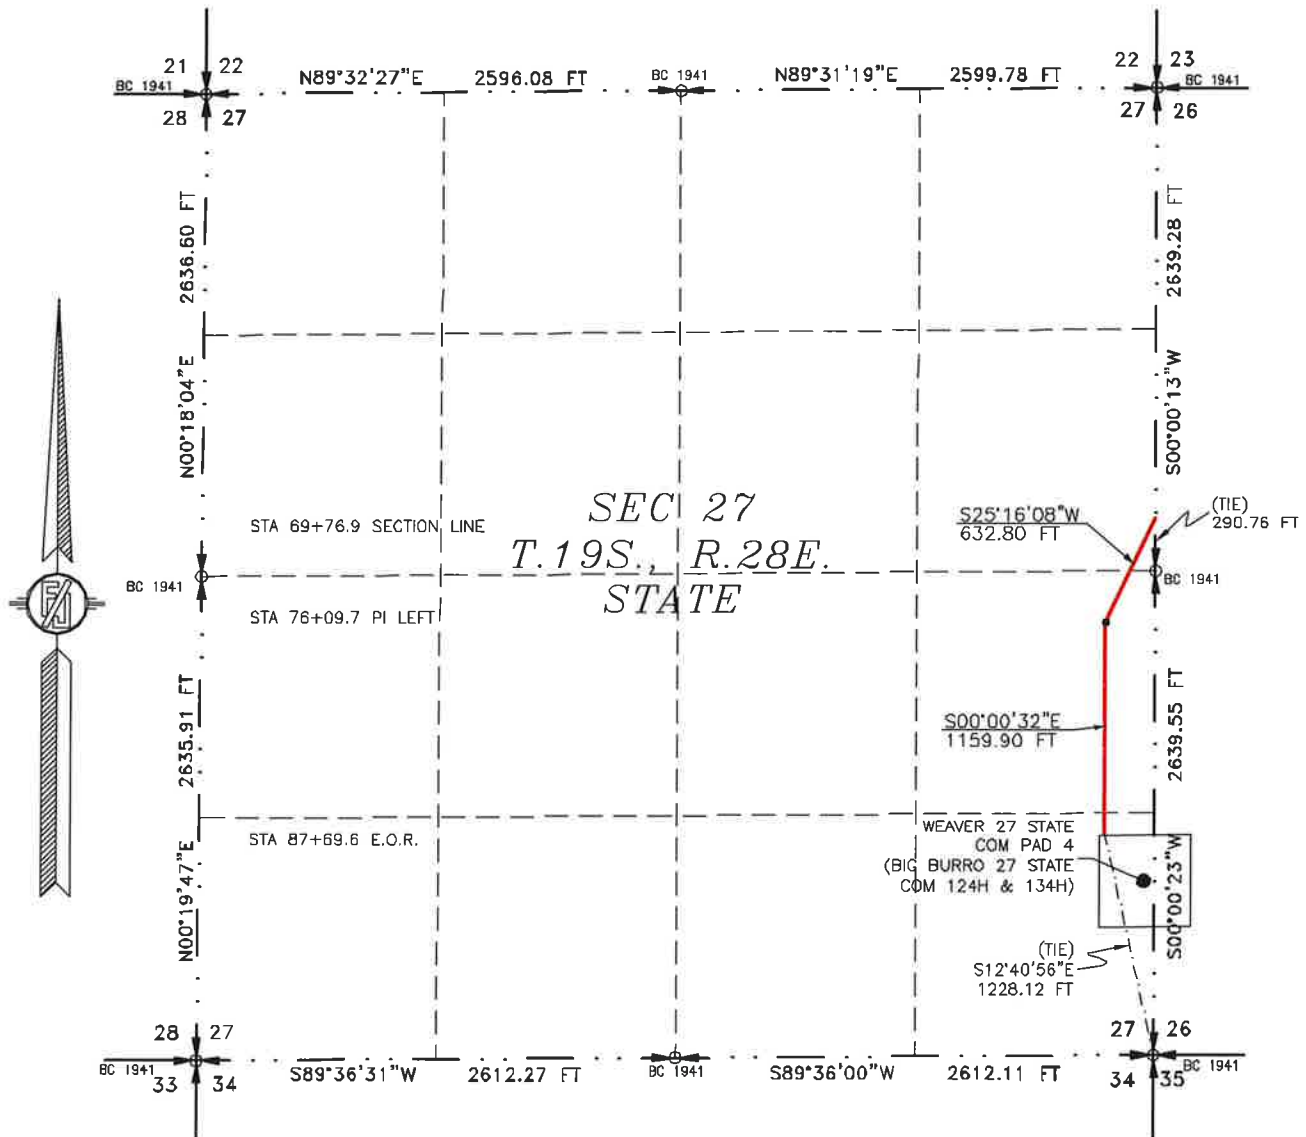 21 22
BC 1941
28 27
N89°32'27"E 2596.08 FT
BC 1941
N89°31'19"E 2599.78 FT
22 23
BC 1941
27 26
2636.60 FT
N00°18'04"E
2639.28 FT
S00°00'13"W
STA 69+76.9 SECTION LINE
SEC 27
T.19S., R.28E.
STATE
S25°16'08"W
632.80 FT
(TIE)
290.76 FT
BC 1941
BC 1941
STA 76+09.7 PI LEFT
2635.91 FT
N00°19'47"E
S00°00'32"E
1159.90 FT
2639.55 FT
S00°00'23"W
STA 87+69.6 E.O.R.
WEAVER 27 STATE
COM PAD 4
(BIG BURRO 27 STATE
COM 124H & 134H)
(TIE)
S12°40'56"E
1228.12 FT
28 27
BC 1941
33 34
S89°36'31"W 2612.27 FT
BC 1941
S89°36'00"W 2612.11 FT
27 26
34 35
BC 1941